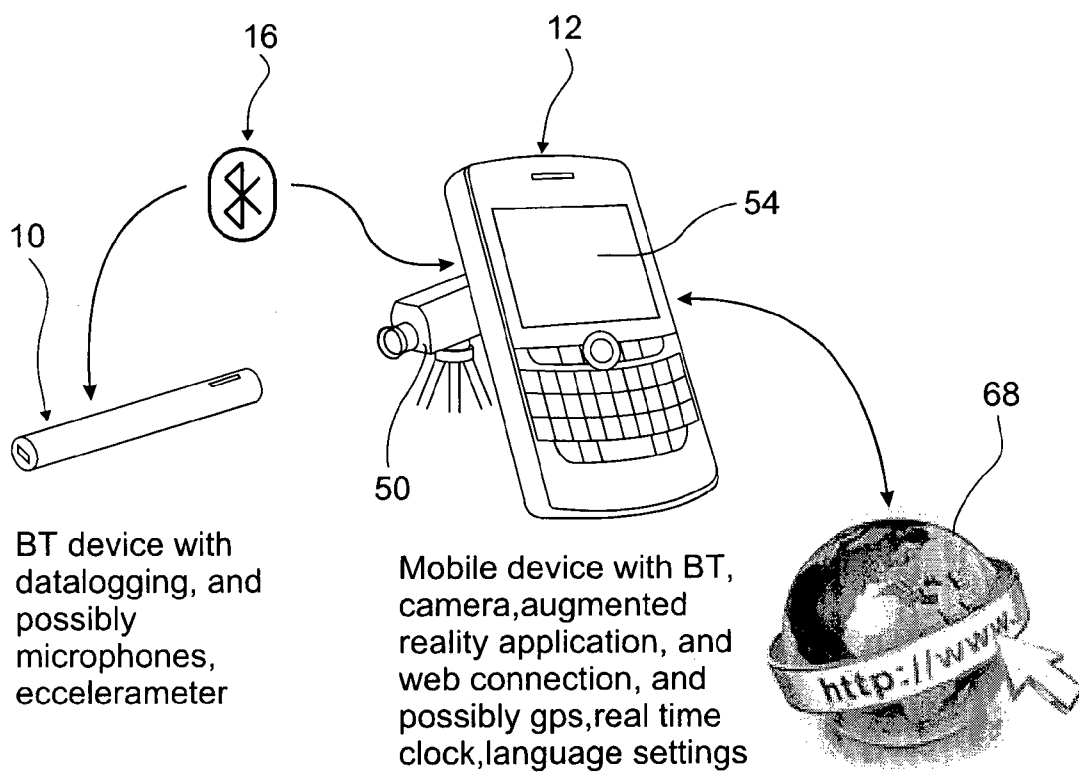 16
12
54
10
68
50
BT device with
datalogging, and
possibly
microphones,
eccelerameter
Mobile device with BT,
camera,augmented
reality application, and
web connection, and
possibly gps,real time
clock,language settings
http://www.